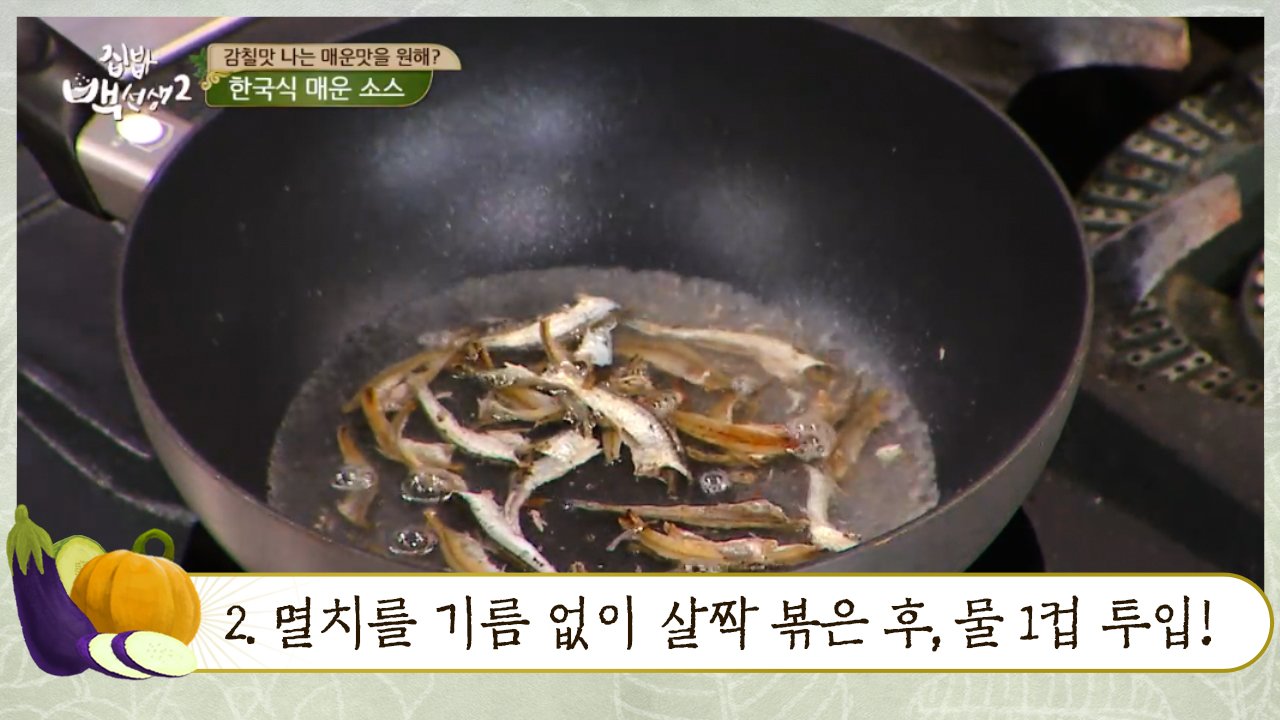 집밥
백선생2
감칠맛 나는 매운맛을 원해?
한국식 매운 소스
2. 멸치를 기름 없이 살짝 볶은 후, 물 1컵 투입!